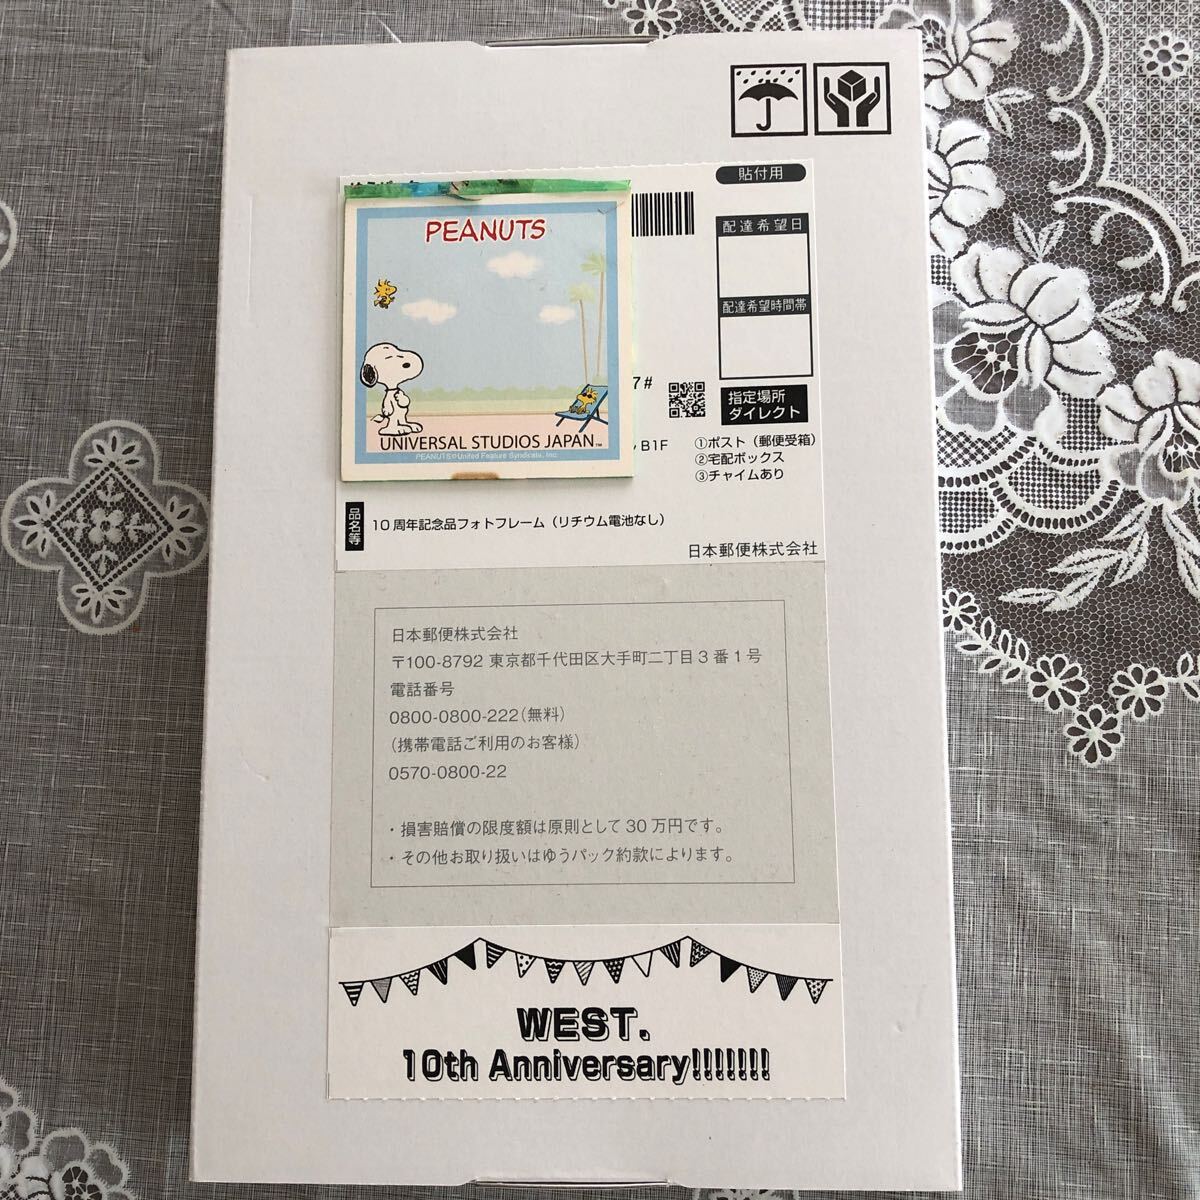 貼付用
PEANUTS
配達希望日
配達希望時間帯
7#
指定場所
ダイレクト
UNIVERSAL STUDIOS JAPAN™
PEANUTS©United Feature Syndicate, Inc.
B1F
①ポスト（郵便受箱）
②宅配ボックス
③チャイムあり
品名等
10周年記念品フォトフレーム（リチウム電池なし）
日本郵便株式会社
日本郵便株式会社
〒100-8792 東京都千代田区大手町二丁目3番1号
電話番号
0800-0800-222（無料）
（携帯電話ご利用のお客様）
0570-0800-22
・損害賠償の限度額は原則として30万円です。
・その他お取り扱いはゆうパック約款によります。
WEST.
10th Anniversary!!!!!!!